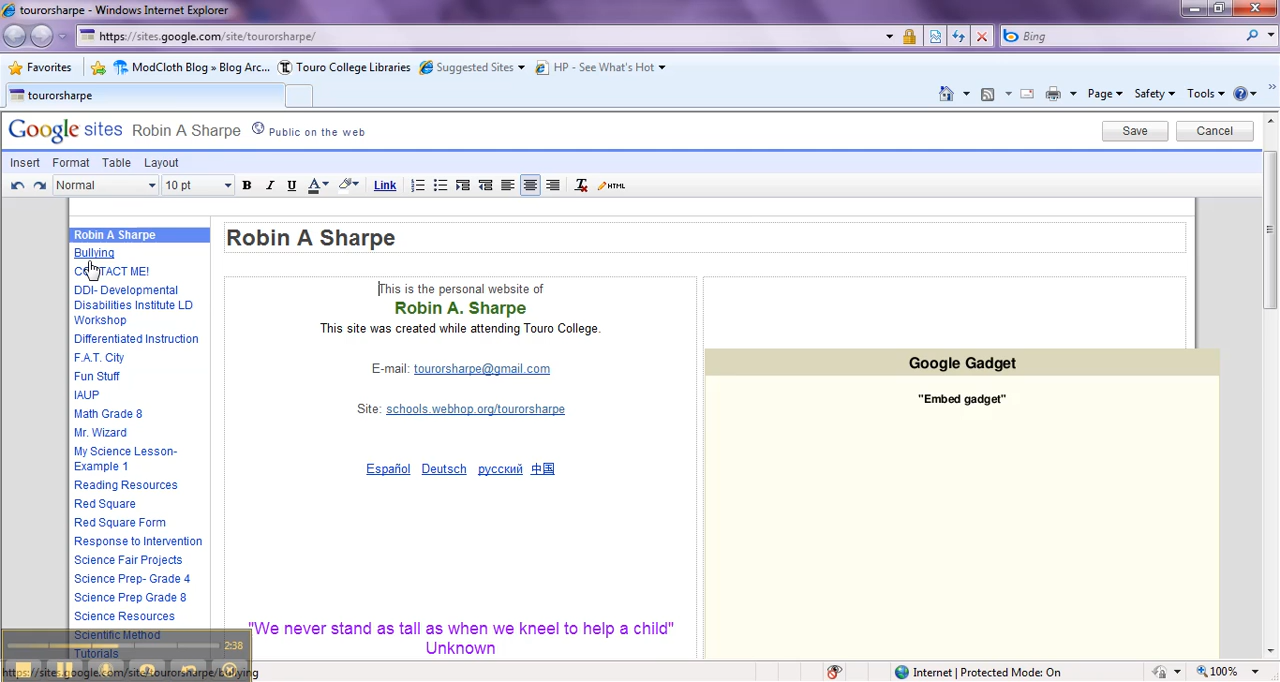 tourorsharpe - Windows Internet Explorer
https://sites.google.com/site/tourorsharpe/
Bing
Favorites
ModCloth Blog » Blog Arc...
Touro College Libraries
Suggested Sites
HP - See What's Hot
tourorsharpe
Page
Safety
Tools
Google sites
Robin A Sharpe
Public on the web
Save
Cancel
Insert
Format
Table
Layout
Normal
10 pt
B
I
U
A
Link
HTML
Robin A Sharpe
Bullying
CONTACT ME!
DDI- Developmental
Disabilities Institute LD
Workshop
Differentiated Instruction
F.A.T. City
Fun Stuff
IAUP
Math Grade 8
Mr. Wizard
My Science Lesson-
Example 1
Reading Resources
Red Square
Red Square Form
Response to Intervention
Science Fair Projects
Science Prep- Grade 4
Science Prep Grade 8
Science Resources
Scientific Method
Tutorials
Robin A Sharpe
This is the personal website of
Robin A. Sharpe
This site was created while attending Touro College.
E-mail: tourorsharpe@gmail.com
Site: schools.webhop.org/tourorsharpe
Español Deutsch русский 中国
"We never stand as tall as when we kneel to help a child"
Unknown
Google Gadget
"Embed gadget"
2:38
https://sites.google.com/site/tourorsharpe/bullying
Internet | Protected Mode: On
100%